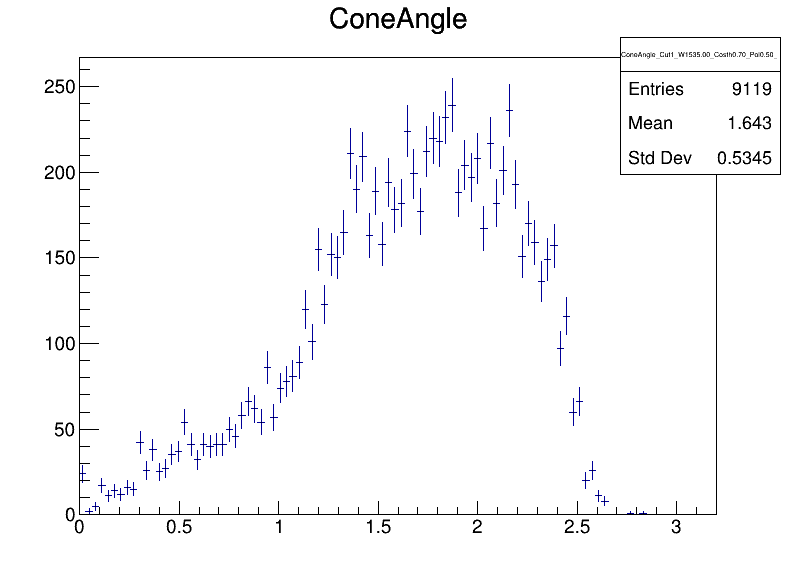 ConeAngle
ConeAngle_Cut1_W1535.00_Costh0.70_Pol0.50_
Entries 9119
Mean 1.643
Std Dev 0.5345
250
200
150
100
50
0
0 0.5 1 1.5 2 2.5 3